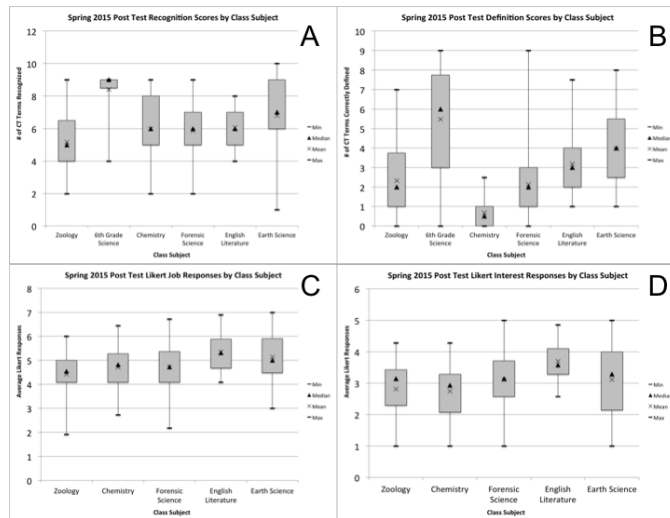 Spring 2015 Post Test Recognition Scores by Class Subject
A
# of CT Terms Recognized
12
10
8
6
4
2
0
Min
Median
Mean
Max
Zoology
6th Grade
Science
Chemistry
Forensic
Science
English
Literature
Earth Science
Class Subject
Spring 2015 Post Test Definition Scores by Class Subject
B
# of CT Terms Correctly Defined
10
9
8
7
6
5
4
3
2
1
0
Min
Median
Mean
Max
Zoology
6th Grade
Science
Chemistry
Forensic
Science
English
Literature
Earth Science
Class Subject
Spring 2015 Post Test Likert Job Responses by Class Subject
C
Average Likert Responses
8
7
6
5
4
3
2
1
0
Min
Median
Mean
Max
Zoology
Chemistry
Forensic
Science
English
Literature
Earth Science
Class Subject
Spring 2015 Post Test Likert Interest Responses by Class Subject
D
Average Likert Responses
6
5
4
3
2
1
0
Min
Median
Mean
Max
Zoology
Chemistry
Forensic
Science
English
Literature
Earth Science
Class Subject